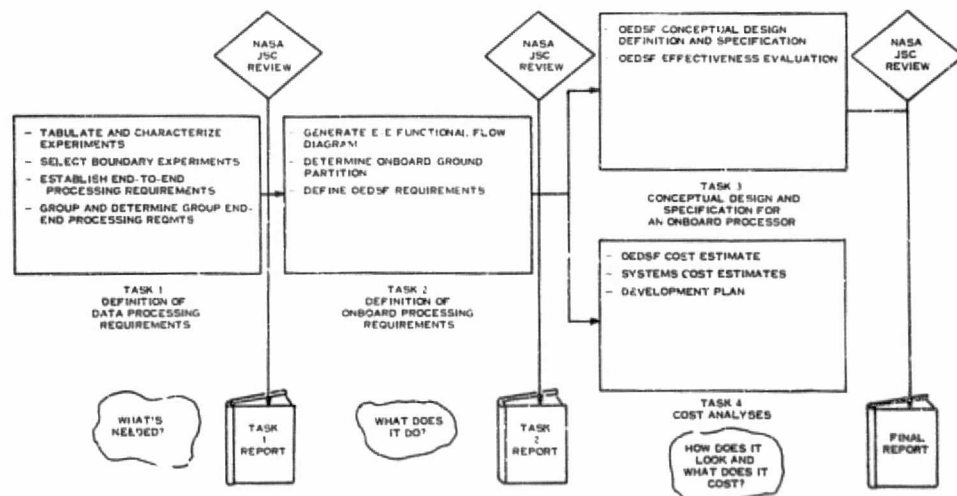 NASA
JSC
REVIEW
– TABULATE AND CHARACTERIZE
EXPERIMENTS
– SELECT BOUNDARY EXPERIMENTS
– ESTABLISH END-TO-END
PROCESSING REQUIREMENTS
– GROUP AND DETERMINE GROUP END-
END PROCESSING REQMTS
TASK 1
DEFINITION OF
DATA PROCESSING
REQUIREMENTS
WHAT'S
NEEDED?
TASK
1
REPORT
NASA
JSC
REVIEW
– GENERATE E-E FUNCTIONAL FLOW
DIAGRAM
– DETERMINE ONBOARD GROUND
PARTITION
– DEFINE OEDSF REQUIREMENTS
TASK 2
DEFINITION OF
ONBOARD PROCESSING
REQUIREMENTS
WHAT DOES
IT DO?
TASK
2
REPORT
- OEDSF CONCEPTUAL DESIGN
DEFINITION AND SPECIFICATION
- OEDSF EFFECTIVENESS EVALUATION
TASK 3
CONCEPTUAL DESIGN AND
SPECIFICATION FOR
AN ONBOARD PROCESSOR
– OEDSF COST ESTIMATE
– SYSTEMS COST ESTIMATES
– DEVELOPMENT PLAN
TASK 4
COST ANALYSES
HOW DOES IT
LOOK AND
WHAT DOES IT
COST?
NASA
JSC
REVIEW
FINAL
REPORT